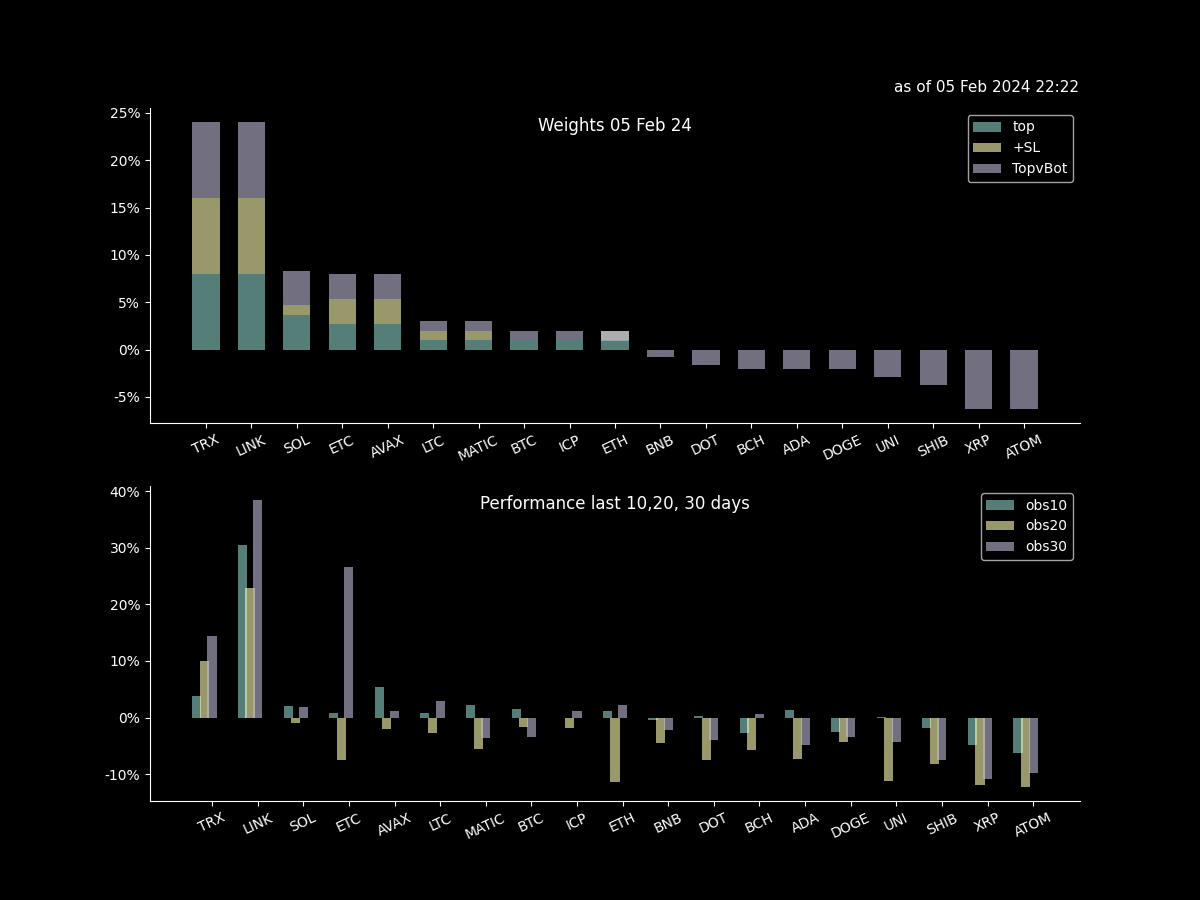 as of 05 Feb 2024 22:22
Weights 05 Feb 24
top
+SL
TopvBot
25%
20%
15%
10%
5%
0%
-5%
TRX LINK SOL ETC AVAX LTC MATIC BTC ICP ETH BNB DOT BCH ADA DOGE UNI SHIB XRP ATOM
Performance last 10,20, 30 days
obs10
obs20
obs30
40%
30%
20%
10%
0%
-10%
TRX LINK SOL ETC AVAX LTC MATIC BTC ICP ETH BNB DOT BCH ADA DOGE UNI SHIB XRP ATOM